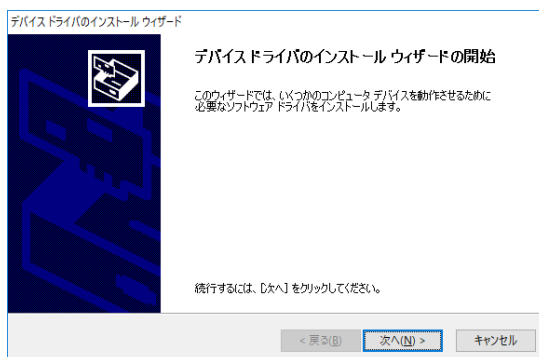 デバイス ドライバのインストール ウィザード
デバイス ドライバのインストール ウィザードの開始
このウィザードでは、いくつかのコンピュータ デバイスを動作させるために
必要なソフトウェア ドライバをインストールします。
続行するには、[次へ] をクリックしてください。
< 戻る(B) 次へ(N) > キャンセル